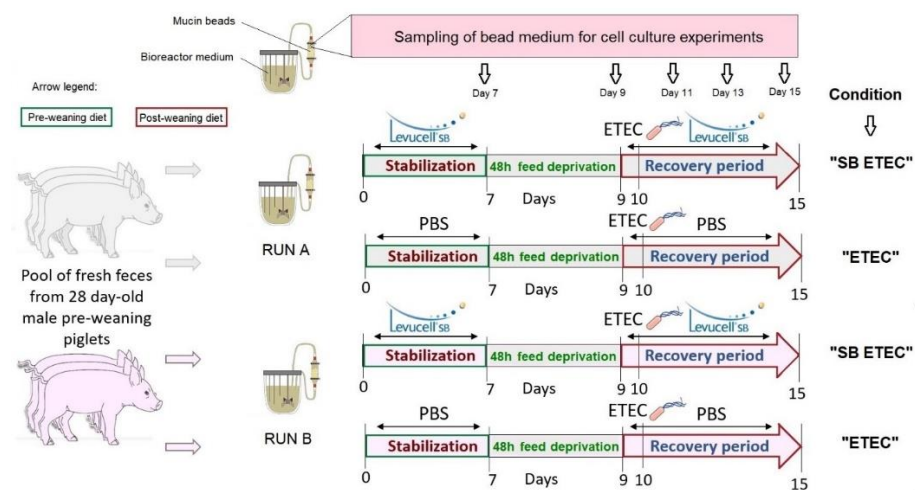 Mucin beads
Bioreactor medium
Sampling of bead medium for cell culture experiments
Day 7
Day 9
Day 11
Day 13
Day 15
Condition
Arrow legend:
Pre-weaning diet
Post-weaning diet
Levucell SB
ETEC
Levucell SB
Stabilization
48h feed deprivation
Recovery period
"SB ETEC"
0
7
Days
9
10
15
RUN A
PBS
ETEC
PBS
Stabilization
48h feed deprivation
Recovery period
"ETEC"
0
7
9
10
15
Pool of fresh feces
from 28 day-old
male pre-weaning
piglets
Levucell SB
ETEC
Levucell SB
Stabilization
48h feed deprivation
Recovery period
"SB ETEC"
0
7
Days
9
10
15
RUN B
PBS
ETEC
PBS
Stabilization
48h feed deprivation
Recovery period
"ETEC"
0
7
9
10
15